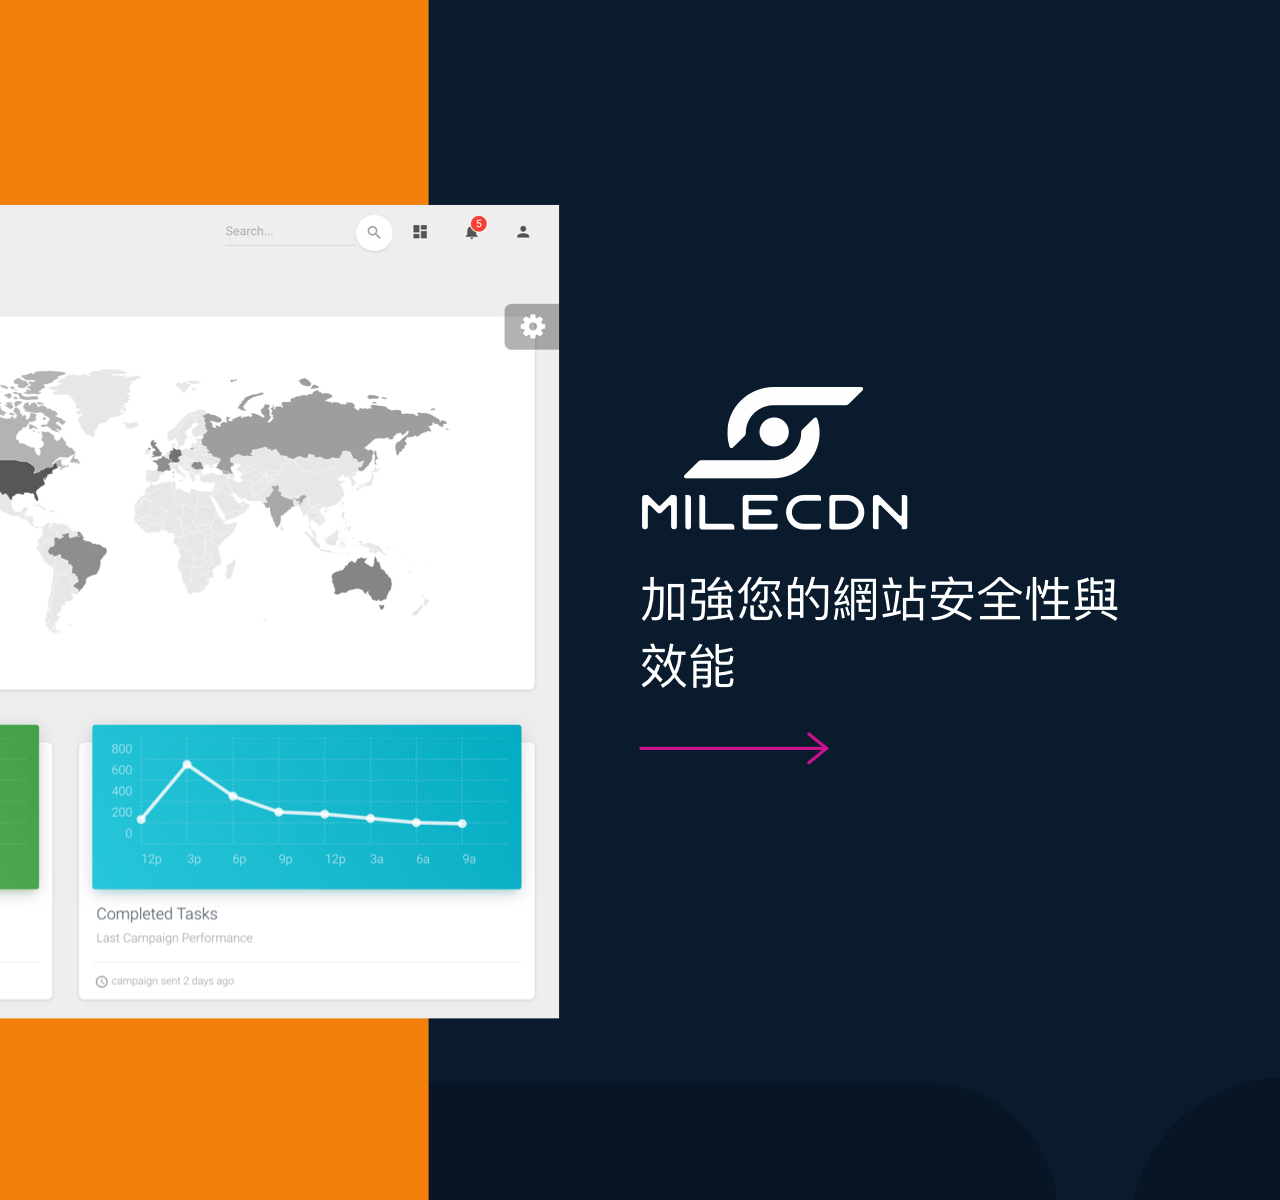 Search...
5
MILECDN
加強您的網站安全性與
效能
800
600
400
200
0
12p 3p 6p 9p 12p 3a 6a 9a
Completed Tasks
Last Campaign Performance
campaign sent 2 days ago